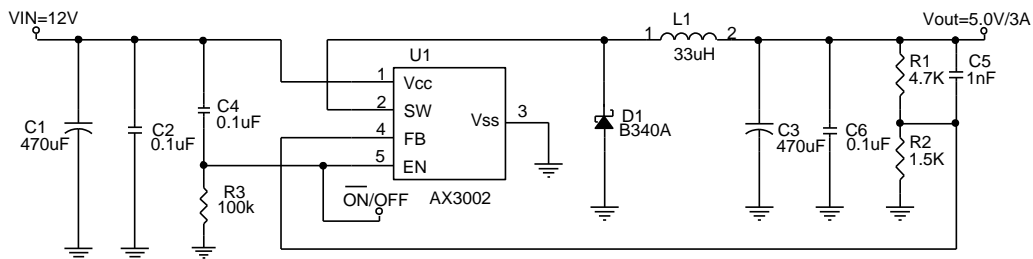 VIN=12V
Vout=5.0V/3A
L1
1
2
33uH
U1
1
Vcc
2
SW
4
FB
5
EN
Vss
3
AX3002
C1
470uF
C2
0.1uF
C4
0.1uF
R3
100k
ON/OFF
D1
B340A
C3
470uF
C6
0.1uF
R1
4.7K
C5
1nF
R2
1.5K